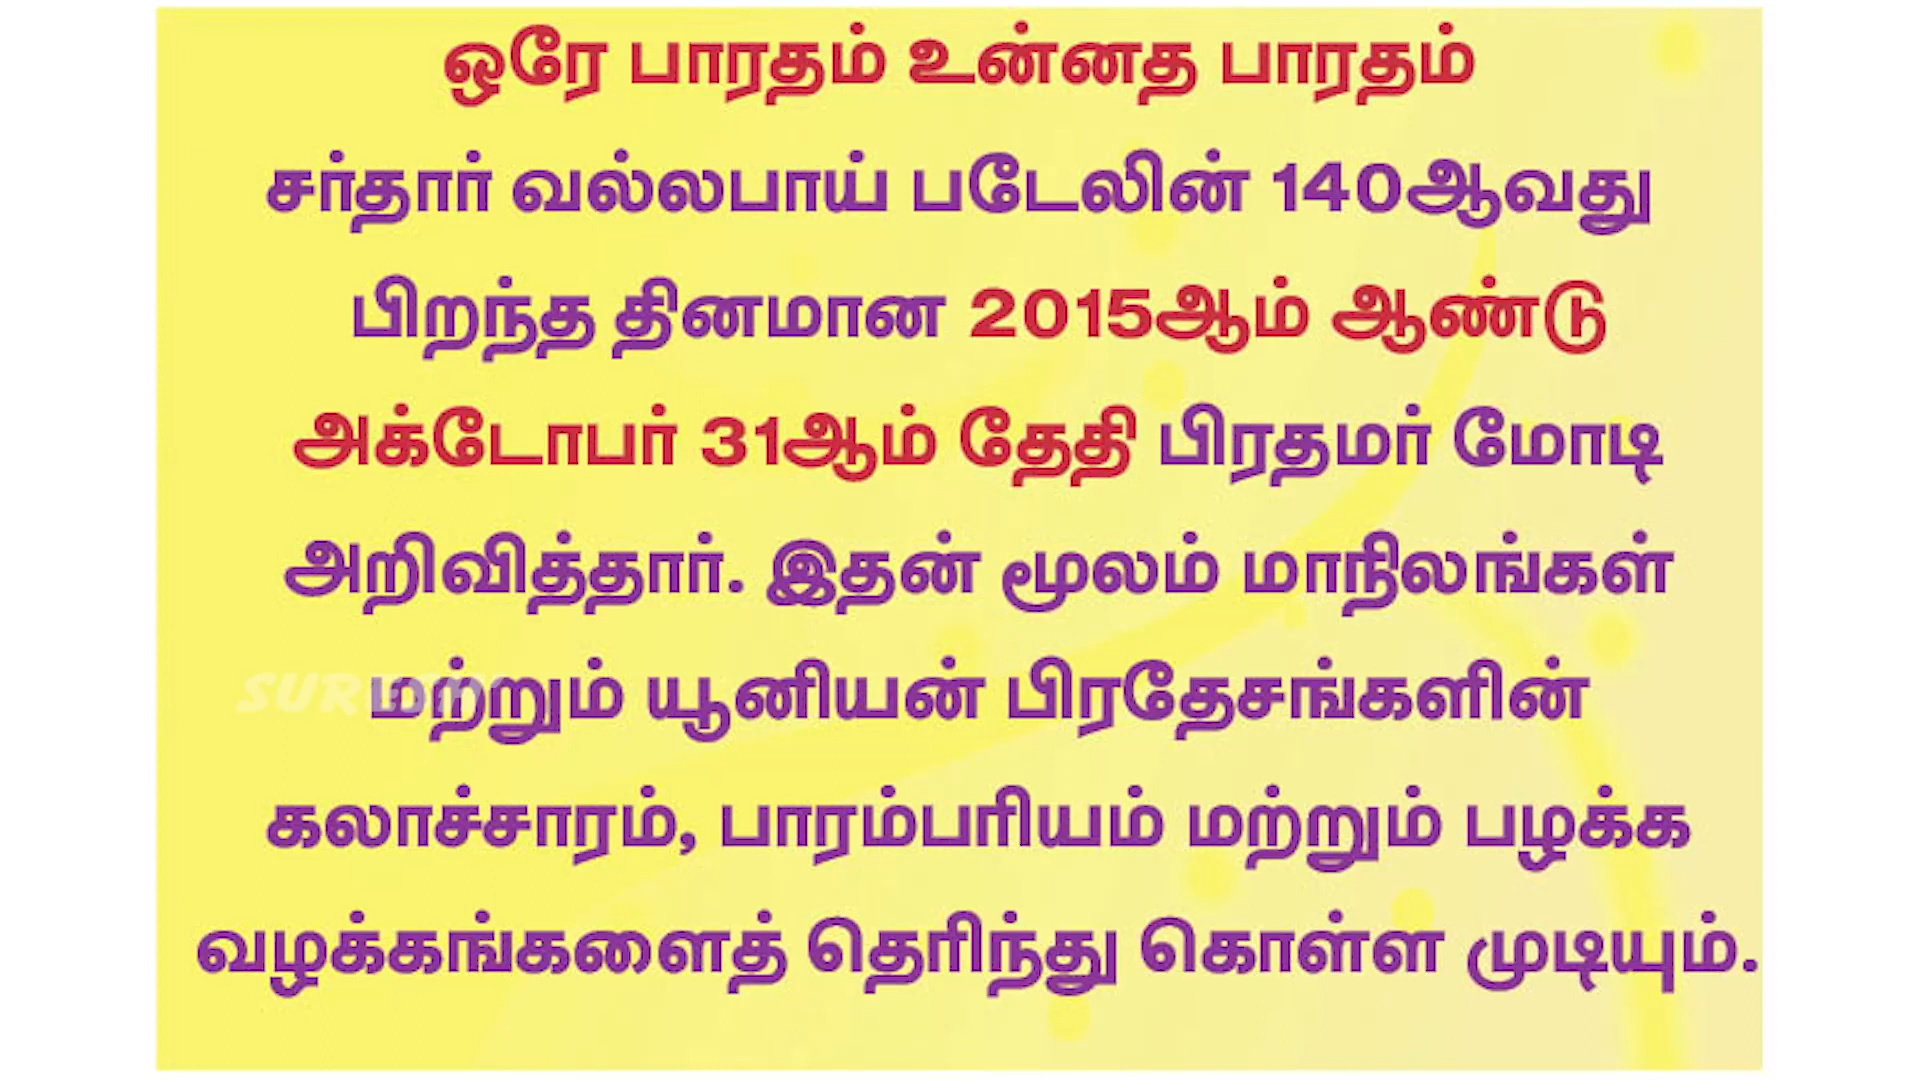 ஒரே பாரதம் உன்னத பாரதம்
சர்தார் வல்லபாய் படேலின் 140ஆவது
பிறந்த தினமான 2015ஆம் ஆண்டு
அக்டோபர் 31ஆம் தேதி பிரதமர் மோடி
அறிவித்தார். இதன் மூலம் மாநிலங்கள்
மற்றும் யூனியன் பிரதேசங்களின்
கலாச்சாரம், பாரம்பரியம் மற்றும் பழக்க
வழக்கங்களைத் தெரிந்து கொள்ள முடியும்.